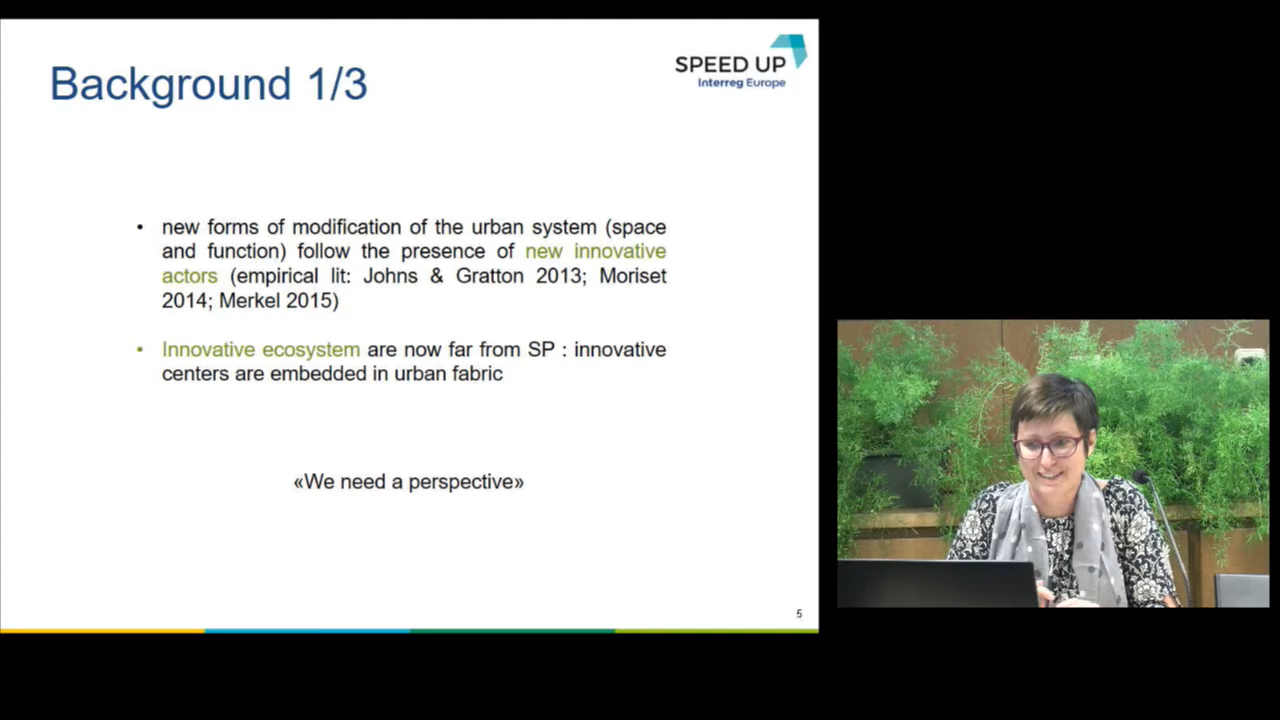 Background 1/3
SPEED UP
Interreg Europe
• new forms of modification of the urban system (space
and function) follow the presence of new innovative
actors (empirical lit: Johns & Gratton 2013; Moriset
2014; Merkel 2015)
• Innovative ecosystem are now far from SP : innovative
centers are embedded in urban fabric
«We need a perspective»
5